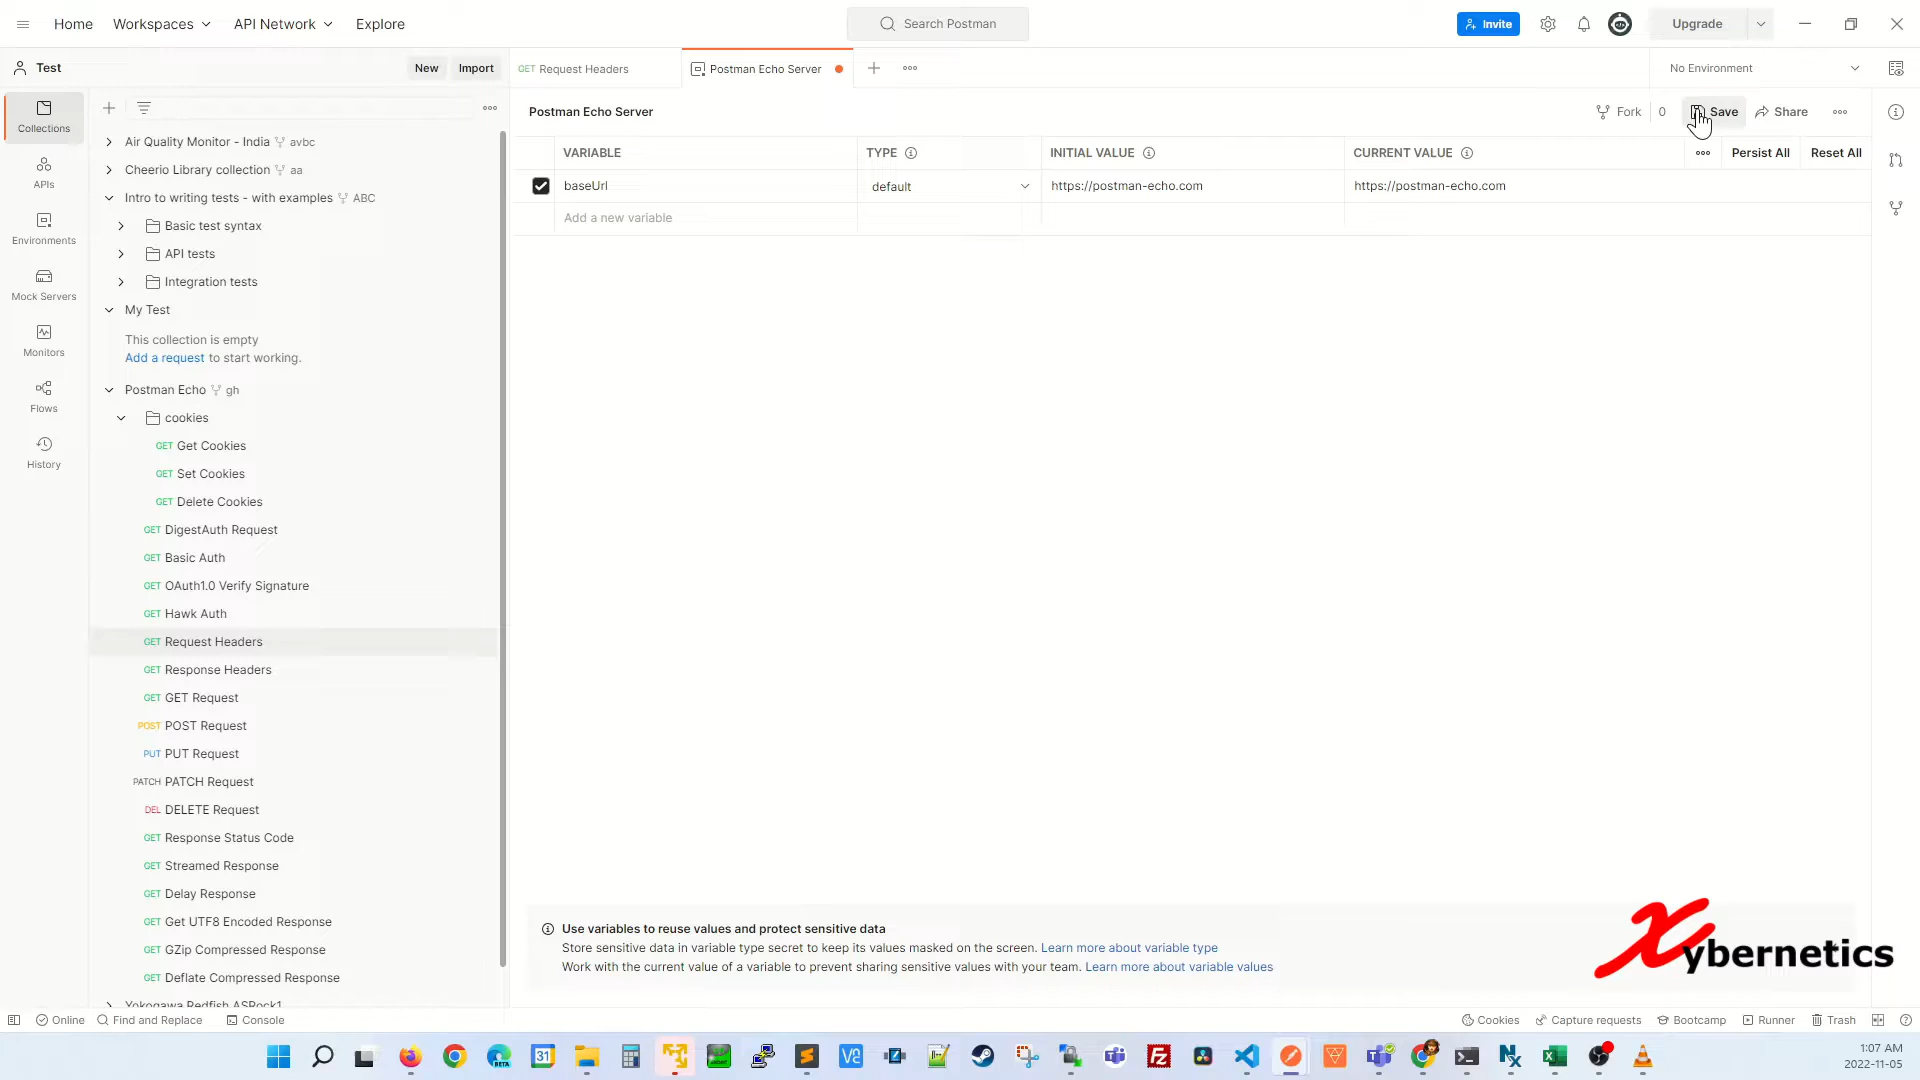 Home Workspaces API Network Explore Search Postman Invite Upgrade
Test New Import GET Request Headers Postman Echo Server No Environment
Postman Echo Server Fork 0 Save Share
Collections
APIs
Environments
Mock Servers
Monitors
Flows
History
Air Quality Monitor - India avbc
Cheerio Library collection aa
Intro to writing tests - with examples ABC
Basic test syntax
API tests
Integration tests
My Test
This collection is empty
Add a request to start working.
Postman Echo gh
cookies
GET Get Cookies
GET Set Cookies
GET Delete Cookies
GET DigestAuth Request
GET Basic Auth
GET OAuth1.0 Verify Signature
GET Hawk Auth
GET Request Headers
GET Response Headers
GET GET Request
POST POST Request
PUT PUT Request
PATCH PATCH Request
DEL DELETE Request
GET Response Status Code
GET Streamed Response
GET Delay Response
GET Get UTF8 Encoded Response
GET GZip Compressed Response
GET Deflate Compressed Response
Yokogawa Redfish ASRock1
VARIABLE TYPE INITIAL VALUE CURRENT VALUE Persist All Reset All
baseUrl default https://postman-echo.com https://postman-echo.com
Add a new variable
Use variables to reuse values and protect sensitive data
Store sensitive data in variable type secret to keep its values masked on the screen. Learn more about variable type
Work with the current value of a variable to prevent sharing sensitive values with your team. Learn more about variable values
Xybernetics
Online Find and Replace Console Cookies Capture requests Bootcamp Runner Trash
1:07 AM
2022-11-05